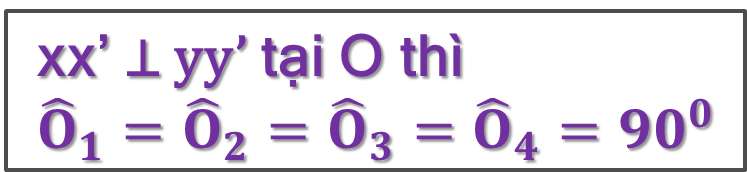 xx’ ⊥ yy’ tại O thì
Ô₁ = Ô₂ = Ô₃ = Ô₄ = 90⁰